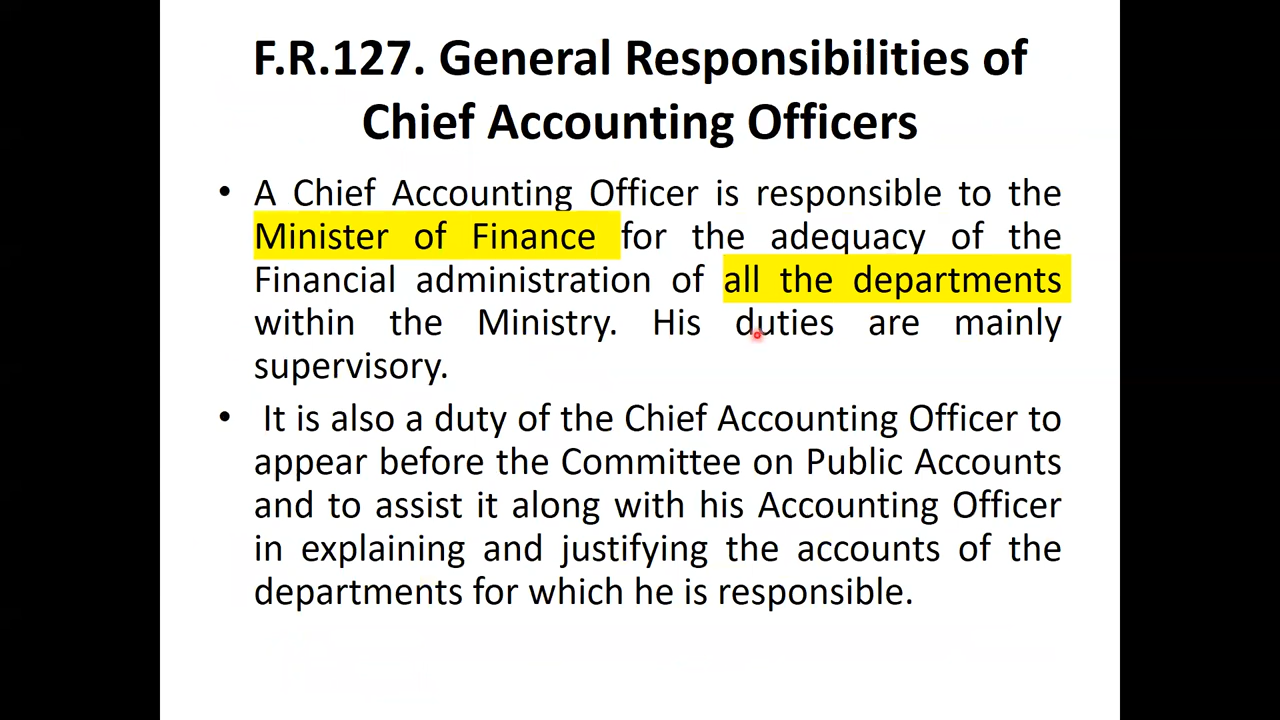 F.R.127. General Responsibilities of
Chief Accounting Officers
• A Chief Accounting Officer is responsible to the
Minister of Finance for the adequacy of the
Financial administration of all the departments
within the Ministry. His duties are mainly
supervisory.
• It is also a duty of the Chief Accounting Officer to
appear before the Committee on Public Accounts
and to assist it along with his Accounting Officer
in explaining and justifying the accounts of the
departments for which he is responsible.